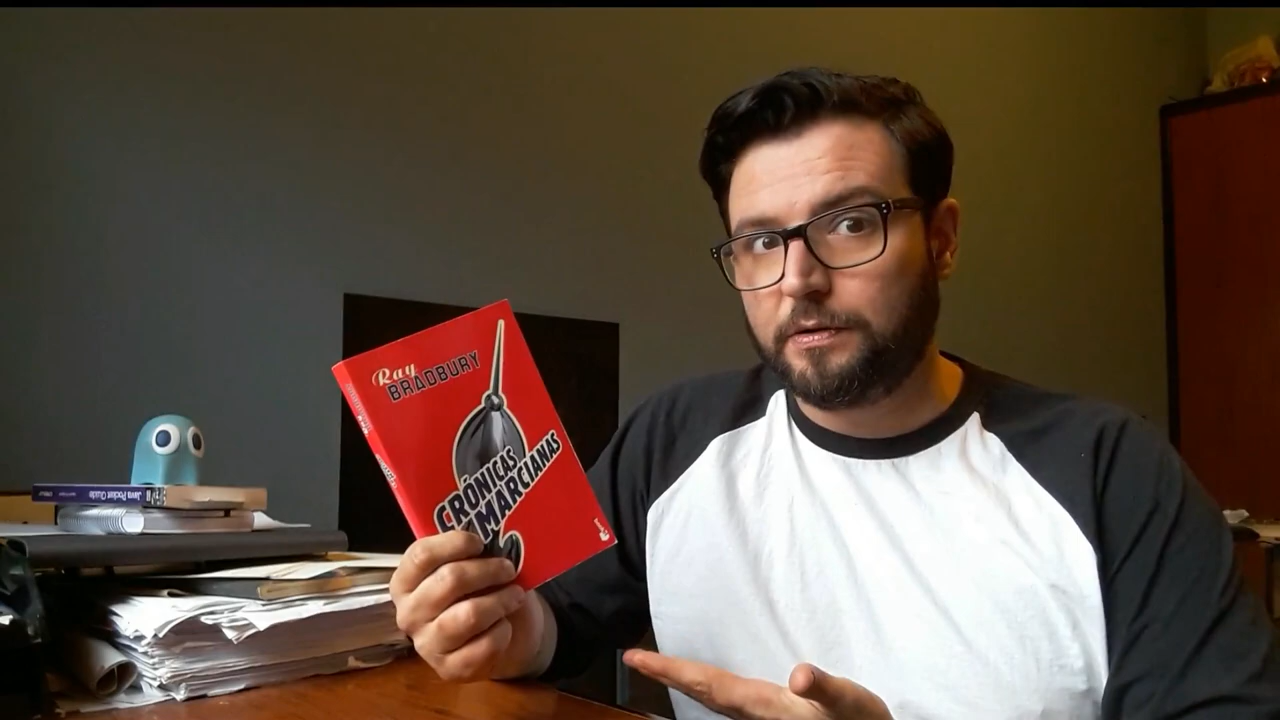 Ray
BRADBURY
CRÓNICAS
MARCIANAS
Java Pocket Guide